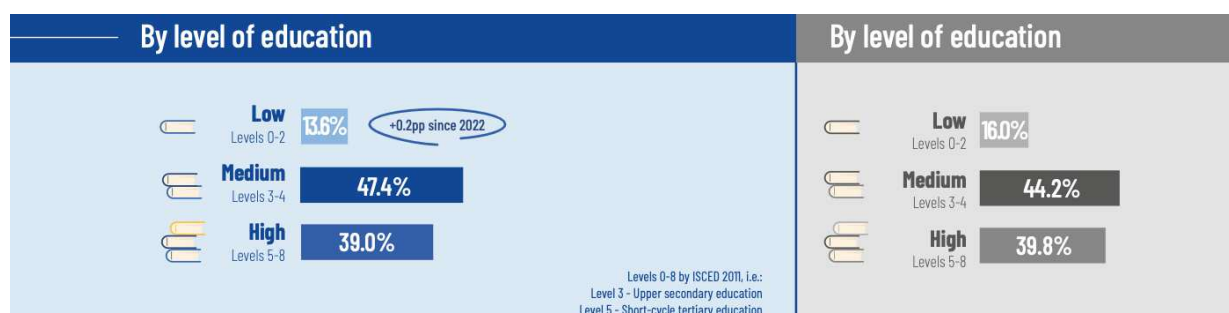 By level of education
Low
Levels 0-2
13.6%
+0.2pp since 2022
Medium
Levels 3-4
47.4%
High
Levels 5-8
39.0%
Levels 0-8 by ISCED 2011, i.e.:
Level 3 - Upper secondary education
Level 5 - Short-cycle tertiary education
By level of education
Low
Levels 0-2
16.0%
Medium
Levels 3-4
44.2%
High
Levels 5-8
39.8%